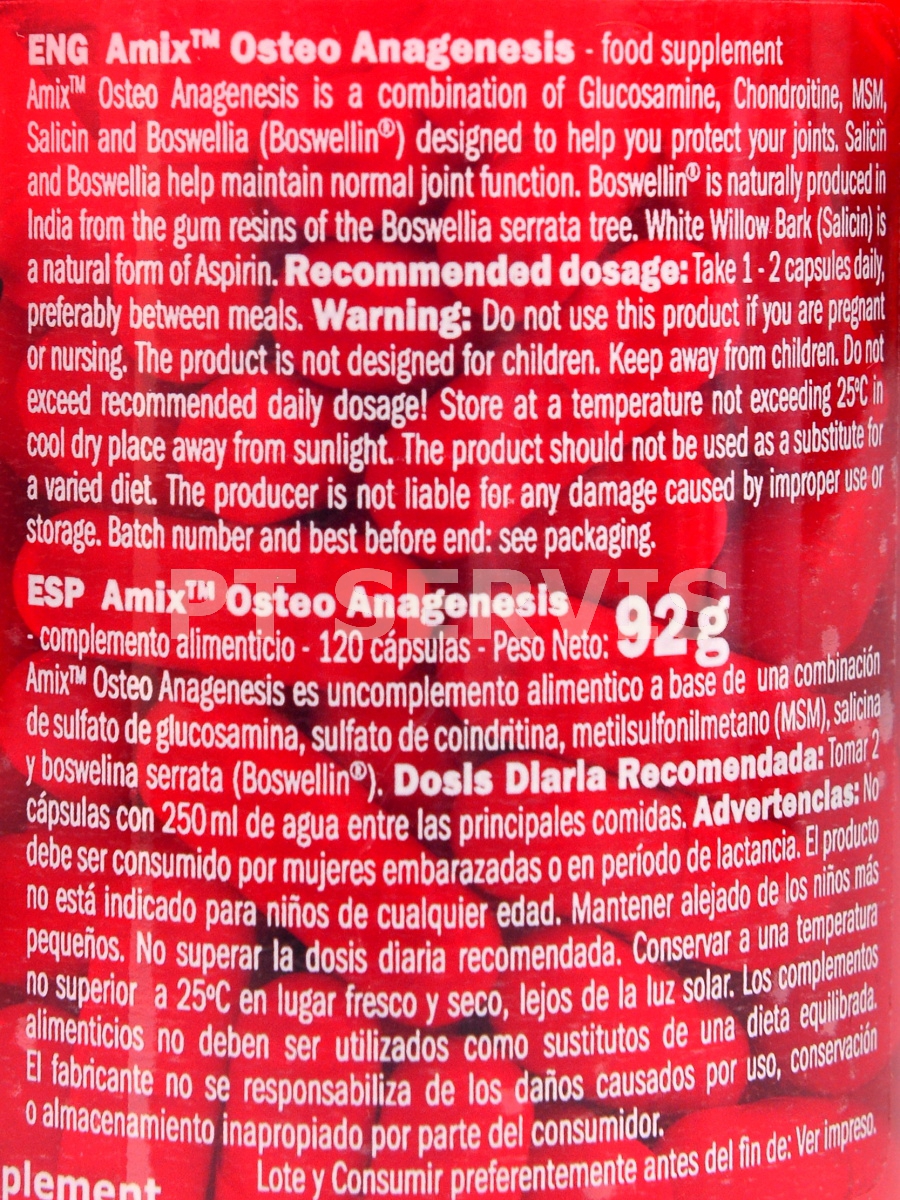 ENG Amix™ Osteo Anagenesis - food supplement
Amix™ Osteo Anagenesis is a combination of Glucosamine, Chondroitine, MSM,
Salicin and Boswellia (Boswellin®) designed to help you protect your joints. Salicin
and Boswellia help maintain normal joint function. Boswellin® is naturally produced in
India from the gum resins of the Boswellia serrata tree. White Willow Bark (Salicin) is
a natural form of Aspirin. Recommended dosage: Take 1 - 2 capsules daily,
preferably between meals. Warning: Do not use this product if you are pregnant
or nursing. The product is not designed for children. Keep away from children. Do not
exceed recommended daily dosage! Store at a temperature not exceeding 25ºC in
cool dry place away from sunlight. The product should not be used as a substitute for
a varied diet. The producer is not liable for any damage caused by improper use or
storage. Batch number and best before end: see packaging.
PT SERVIS
ESP Amix™ Osteo Anagenesis
- complemento alimenticio - 120 cápsulas - Peso Neto: 92g
Amix™ Osteo Anagenesis es uncomplemento alimentico a base de una combinación
de sulfato de glucosamina, sulfato de coindritina, metilsulfonilmetano (MSM), salicina
y boswelina serrata (Boswellin®). Dosis Diaria Recomendada: Tomar 2
cápsulas con 250 ml de agua entre las principales comidas. Advertencias: No
debe ser consumido por mujeres embarazadas o en período de lactancia. El producto
no está indicado para niños de cualquier edad. Mantener alejado de los niños más
pequeños. No superar la dosis diaria recomendada. Conservar a una temperatura
no superior a 25ºC en lugar fresco y seco, lejos de la luz solar. Los complementos
alimenticios no deben ser utilizados como sustitutos de una dieta equilibrada.
El fabricante no se responsabiliza de los daños causados por uso, conservación
o almacenamiento inapropiado por parte del consumidor.
Lote y Consumir preferentemente antes del fin de: Ver impreso.
plement